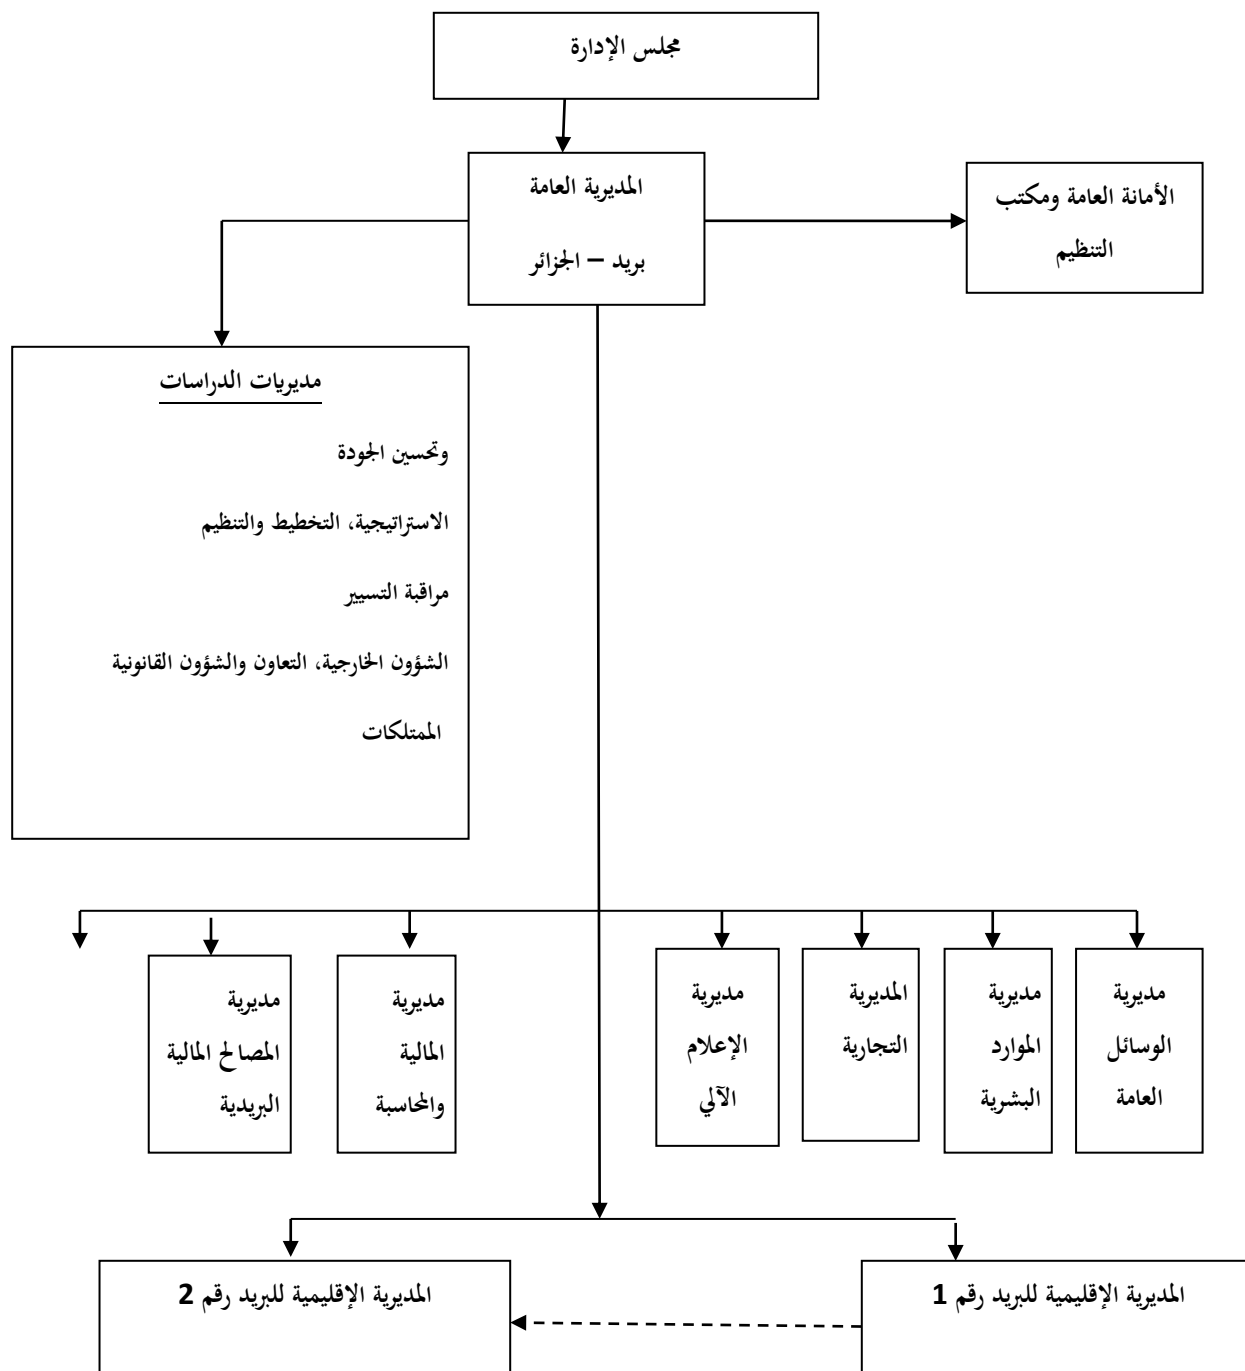 مجلس الإدارة
المديرية العامة
بريد – الجزائر
الأمانة العامة ومكتب
التنظيم
مديريات الدراسات
وتحسين الجودة
الاستراتيجية، التخطيط والتنظيم
مراقبة التسيير
الشؤون الخارجية، التعاون والشؤون القانونية
الممتلكات
مديرية
الوسائل
العامة
مديرية
الموارد
البشرية
المديرية
التجارية
مديرية
الإعلام
الآلي
مديرية
المالية
والمحاسبة
مديرية
المصالح المالية
البريدية
المديرية الإقليمية للبريد رقم 1
المديرية الإقليمية للبريد رقم 2